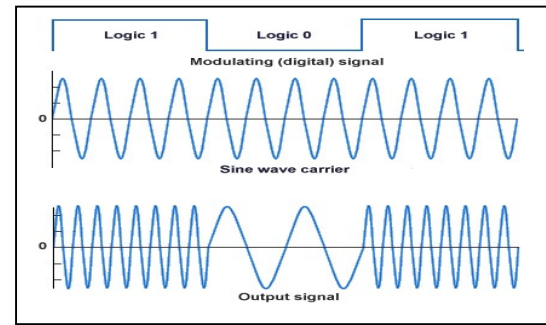 Logic 1 Logic 0 Logic 1
Modulating (digital) signal
0
Sine wave carrier
0
Output signal